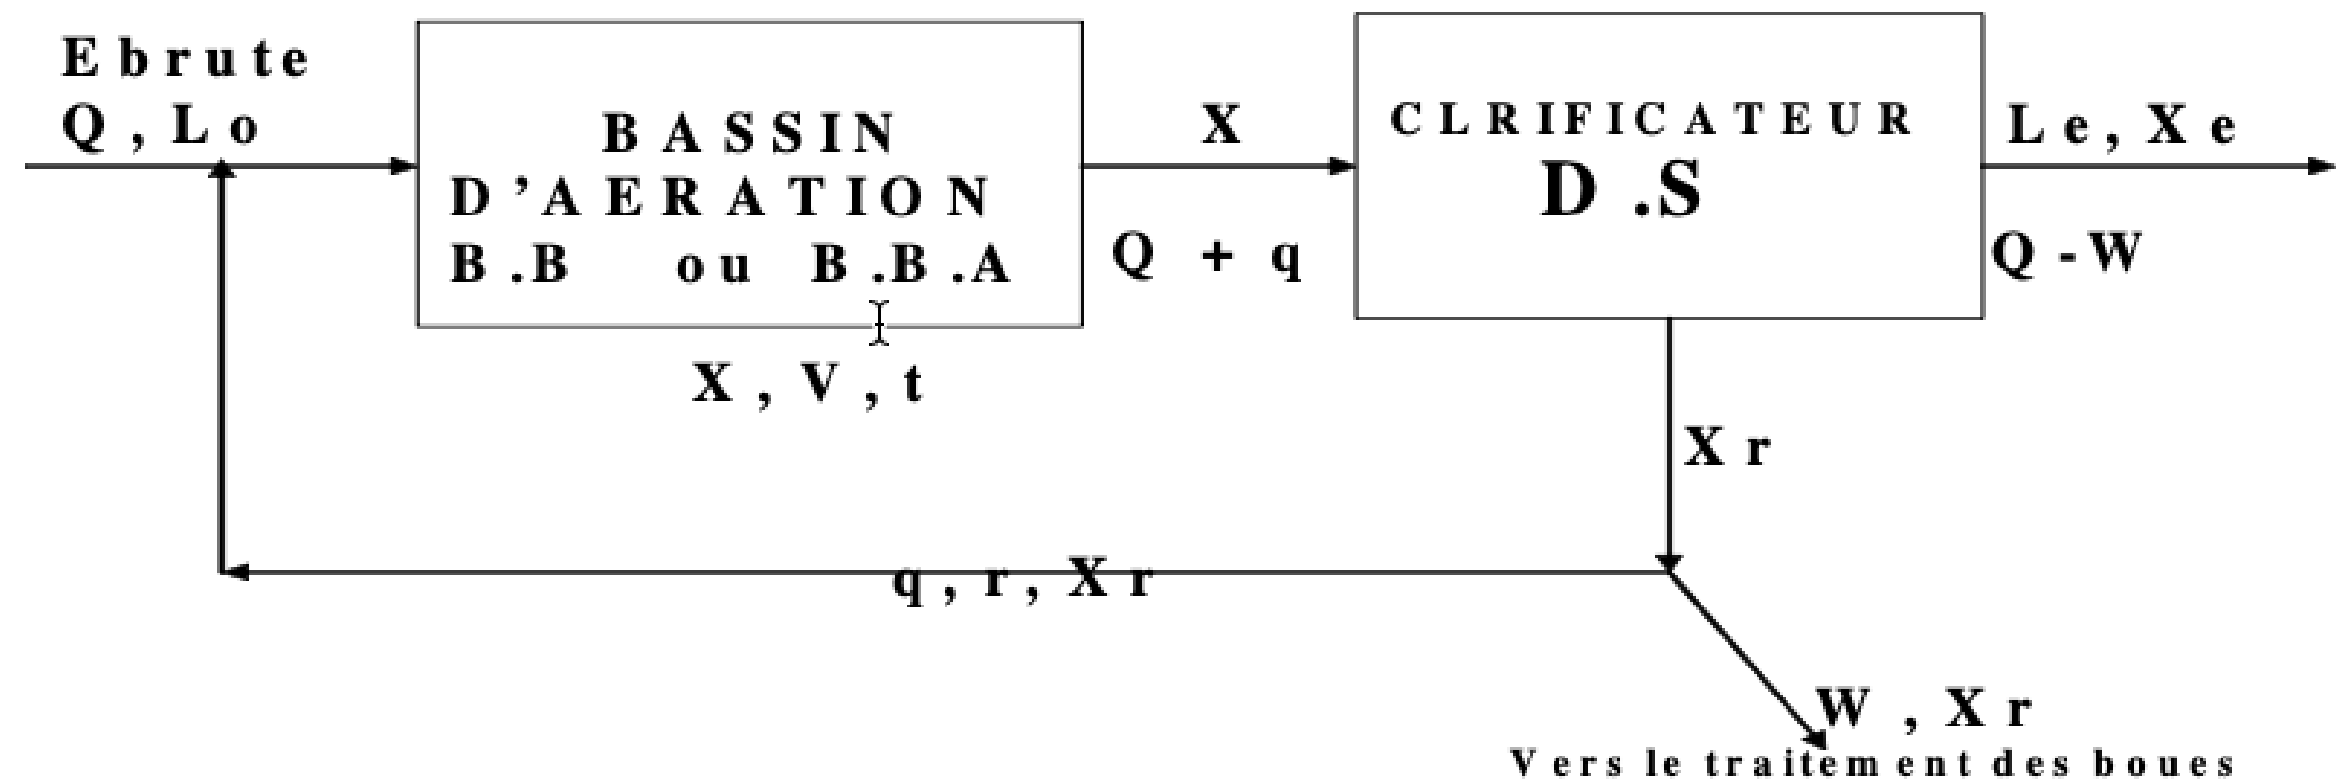 Ebrute
Q, Lo
BASSIN
D'AERATION
B.B ou B.B.A
X, V, t
X
Q + q
CLRIFICATEUR
D.S
Le, Xe
Q-W
Xr
q, r, Xr
W, Xr
Vers le traitement des boues